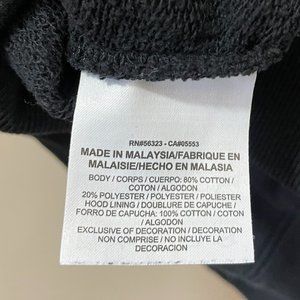 RN#56323 - CA#05553
MADE IN MALAYSIA/FABRIQUE EN
MALAISIE/HECHO EN MALASIA
BODY / CORPS / CUERPO: 80% COTTON /
COTON / ALGODON
20% POLYESTER / POLYESTER / POLIESTER
HOOD LINING / DOUBLURE DE CAPUCHE /
FORRO DE CAPUCHA: 100% COTTON / COTON
/ ALGODON
EXCLUSIVE OF DECORATION / DECORATION
NON COMPRISE / NO INCLUYE LA
DECORACION